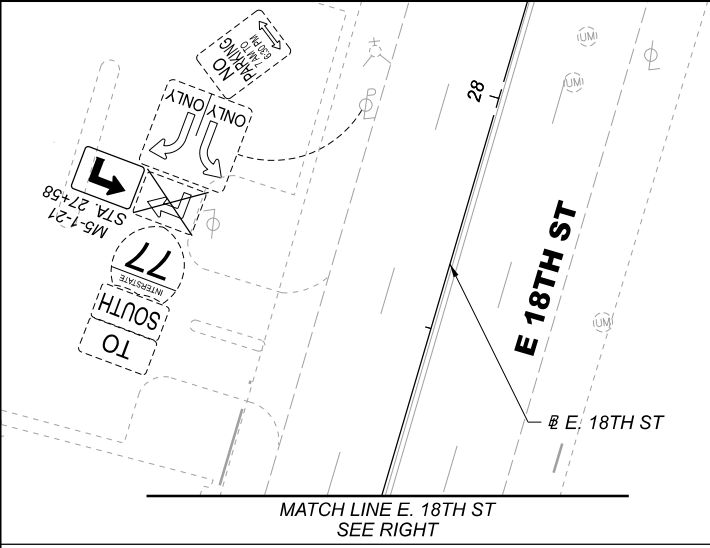 NO
PARKING
7 AM TO
6:30 PM
ONLY
ONLY
28
M5-1-21
STA. 27+58
77
INTERSTATE
SOUTH
TO
E 18TH ST
UM
UM
UM
E. 18TH ST
MATCH LINE E. 18TH ST
SEE RIGHT